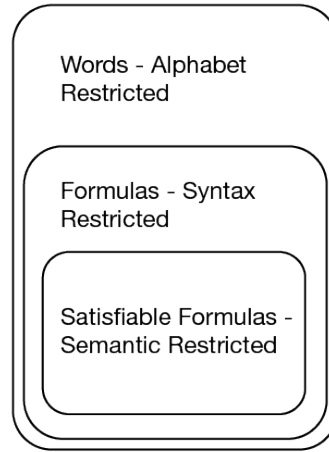 Words - Alphabet
Restricted
Formulas - Syntax
Restricted
Satisfiable Formulas -
Semantic Restricted